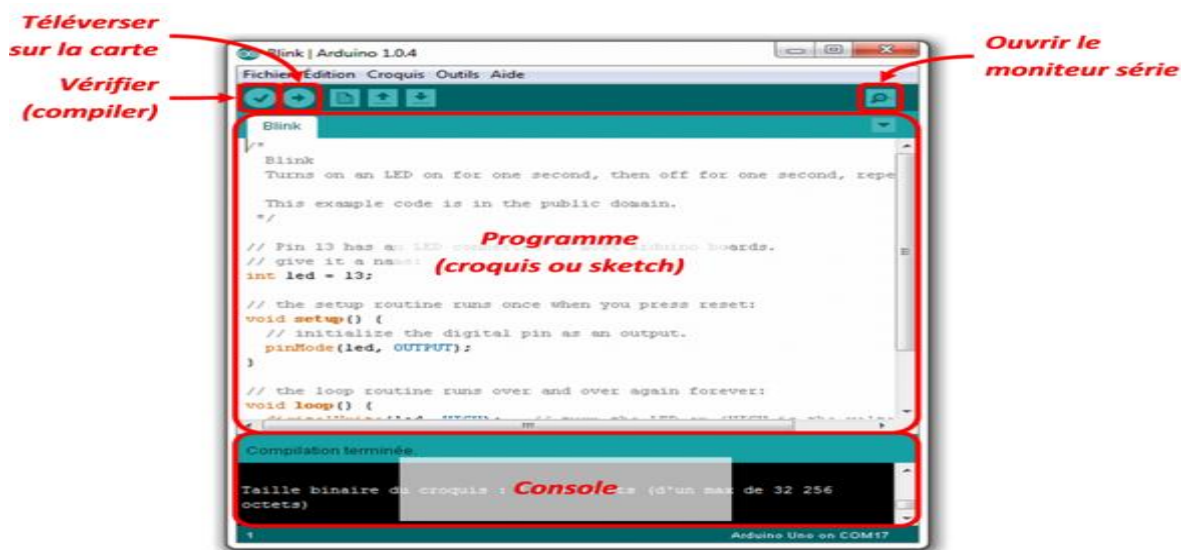 Téléverser
sur la carte
Vérifier
(compiler)
Ouvrir le
moniteur série
Blink | Arduino 1.0.4
Fichier Édition Croquis Outils Aide
Blink
/*
Blink
Turns on an LED on for one second, then off for one second, repe
This example code is in the public domain.
*/
// Pin 13 has an LED boards.
Programme
// give it a name:
(croquis ou sketch)
int led = 13;
// the setup routine runs once when you press reset:
void setup() {
// initialize the digital pin as an output.
pinMode(led, OUTPUT);
}
// the loop routine runs over and over again forever:
void loop() {
Compilation terminée.
Taille binaire du croquis : (d'un max de 32 256
octets)
Console
1
Arduino Uno on COM17